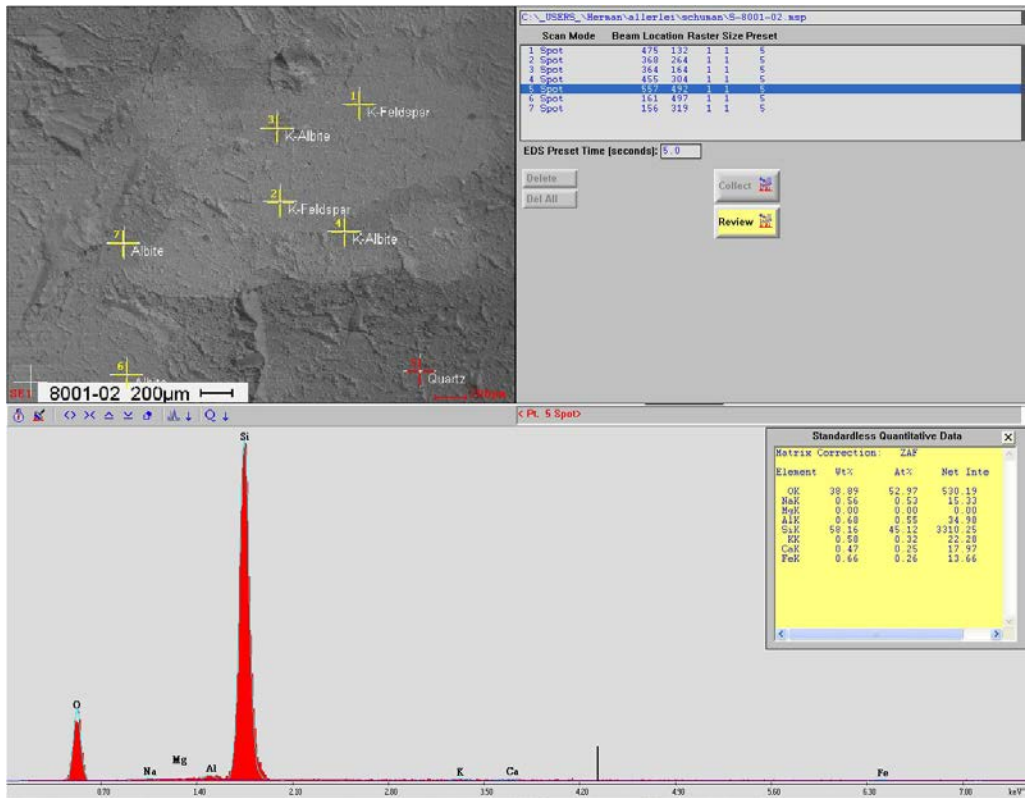 C:\_USERS_\Herman\allerlei\schuman\S-8001-02.msp
Scan Mode Beam Location Raster Size Preset
1 Spot 475 132 1 1 5
2 Spot 368 264 1 1 5
3 Spot 364 164 1 1 5
4 Spot 455 304 1 1 5
5 Spot 557 492 1 1 5
6 Spot 161 497 1 1 5
7 Spot 156 319 1 1 5
EDS Preset Time (seconds): 5.0
Delete
Del All
Collect
Review
1
K-Feldspar
3
K-Albite
2
K-Feldspar
4
K-Albite
7
Albite
6
Albite
Quartz
SE1
8001-02 200µm
Q
< Pt. 5 Spot>
Standardless Quantitative Data
Matrix Correction: ZAF
Element Wt% At% Net Inte
OK 38.89 52.97 530.19
NaK 0.56 0.53 15.33
MgK 0.00 0.00 0.00
AlK 0.68 0.55 34.98
SiK 58.16 45.12 3310.25
KK 0.58 0.32 22.28
CaK 0.47 0.25 17.97
FeK 0.66 0.26 13.66
Si
O
Na
Mg
Al
K
Ca
Fe
0.70 1.40 2.10 2.80 3.50 4.20 4.90 5.60 6.30 7.00 keV